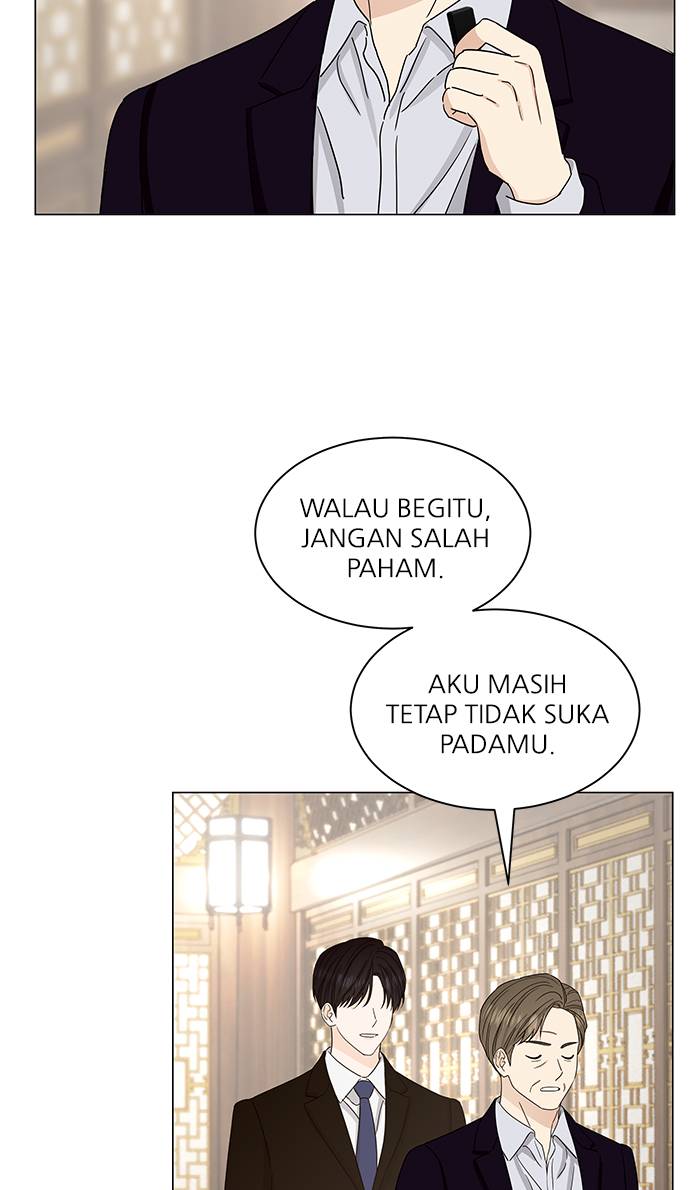 WALAU BEGITU,
JANGAN SALAH
PAHAM.
AKU MASIH
TETAP TIDAK SUKA
PADAMU.